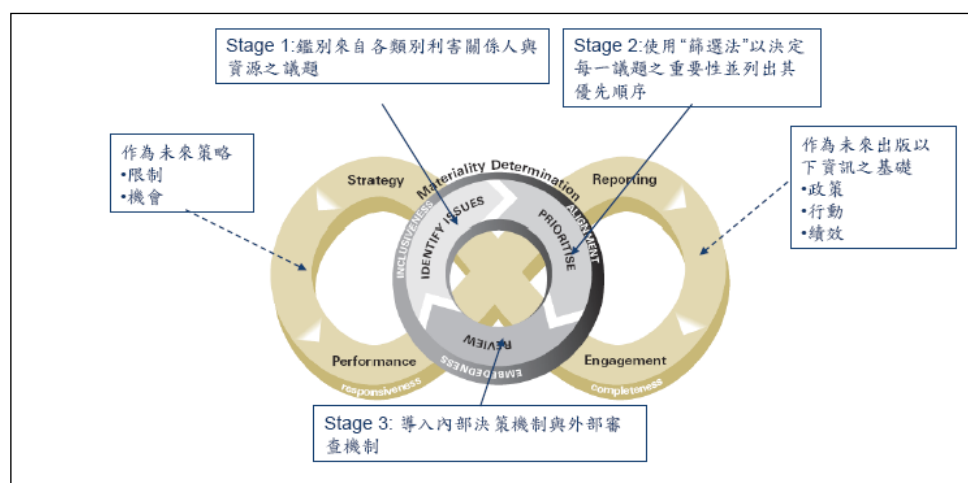 Stage 1:鑑別來自各類別利害關係人與
資源之議題
Stage 2:使用“篩選法”以決定
每一議題之重要性並列出其
優先順序
作為未來策略
•限制
•機會
作為未來出版以
下資訊之基礎
•政策
•行動
•績效
Strategy
Materiality Determination
Reporting
INCLUSIVENESS
IDENTIFY ISSUES
PRIORITISE
ALIGNMENT
REVIEW
EMBEDEDNESS
Performance
responsiveness
Engagement
completeness
Stage 3: 導入內部決策機制與外部審
查機制